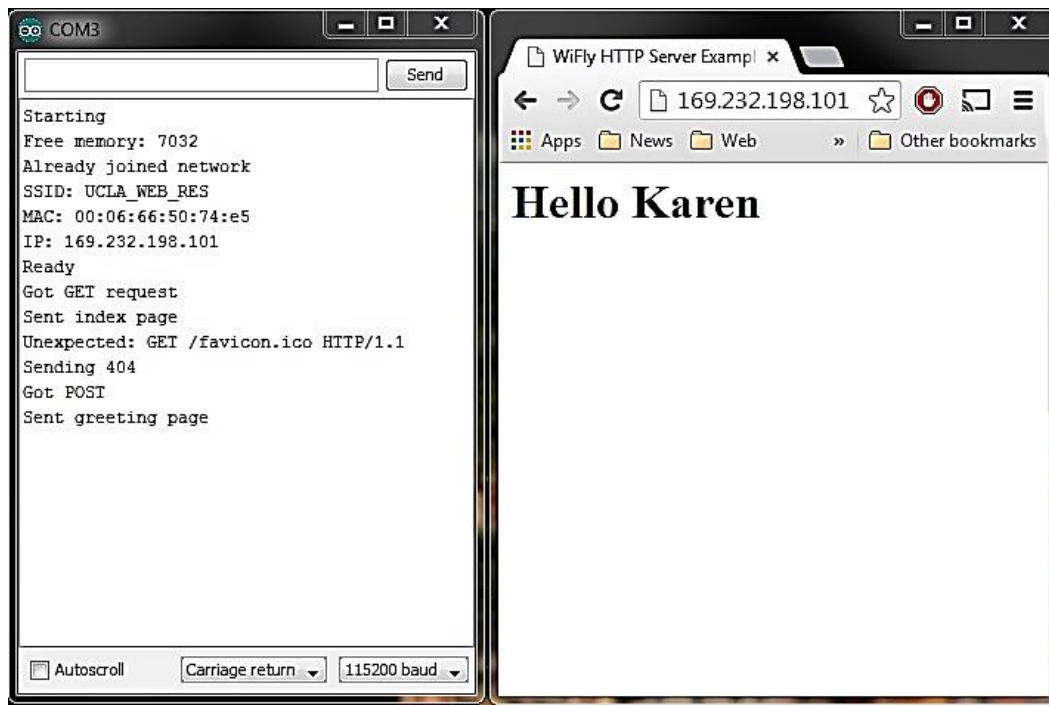 COM3
Send
Starting
Free memory: 7032
Already joined network
SSID: UCLA_WEB_RES
MAC: 00:06:66:50:74:e5
IP: 169.232.198.101
Ready
Got GET request
Sent index page
Unexpected: GET /favicon.ico HTTP/1.1
Sending 404
Got POST
Sent greeting page
Autoscroll
Carriage return
115200 baud
WiFly HTTP Server Exampl
169.232.198.101
Apps News Web » Other bookmarks
Hello Karen